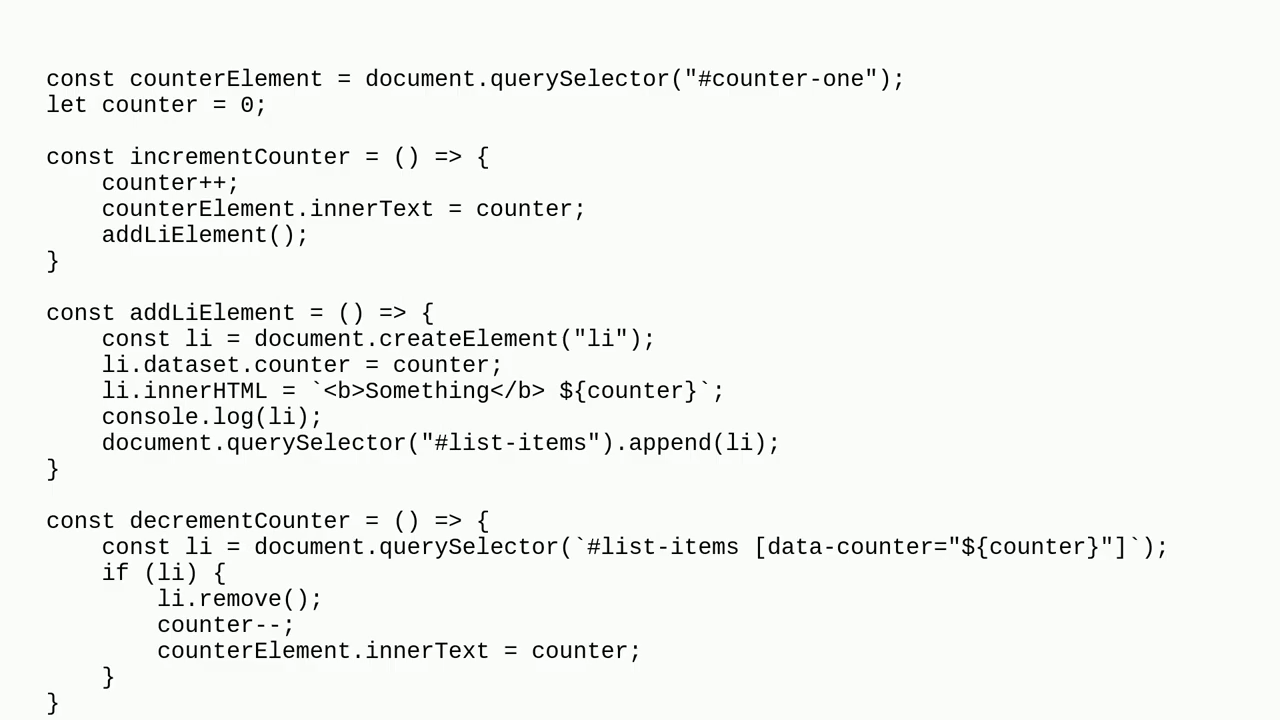 const counterElement = document.querySelector("#counter-one");
let counter = 0;

const incrementCounter = () => {
    counter++;
    counterElement.innerText = counter;
    addLiElement();
}

const addLiElement = () => {
    const li = document.createElement("li");
    li.dataset.counter = counter;
    li.innerHTML = `<b>Something</b> ${counter}`;
    console.log(li);
    document.querySelector("#list-items").append(li);
}

const decrementCounter = () => {
    const li = document.querySelector(`#list-items [data-counter="${counter}"]`);
    if (li) {
        li.remove();
        counter--;
        counterElement.innerText = counter;
    }
}